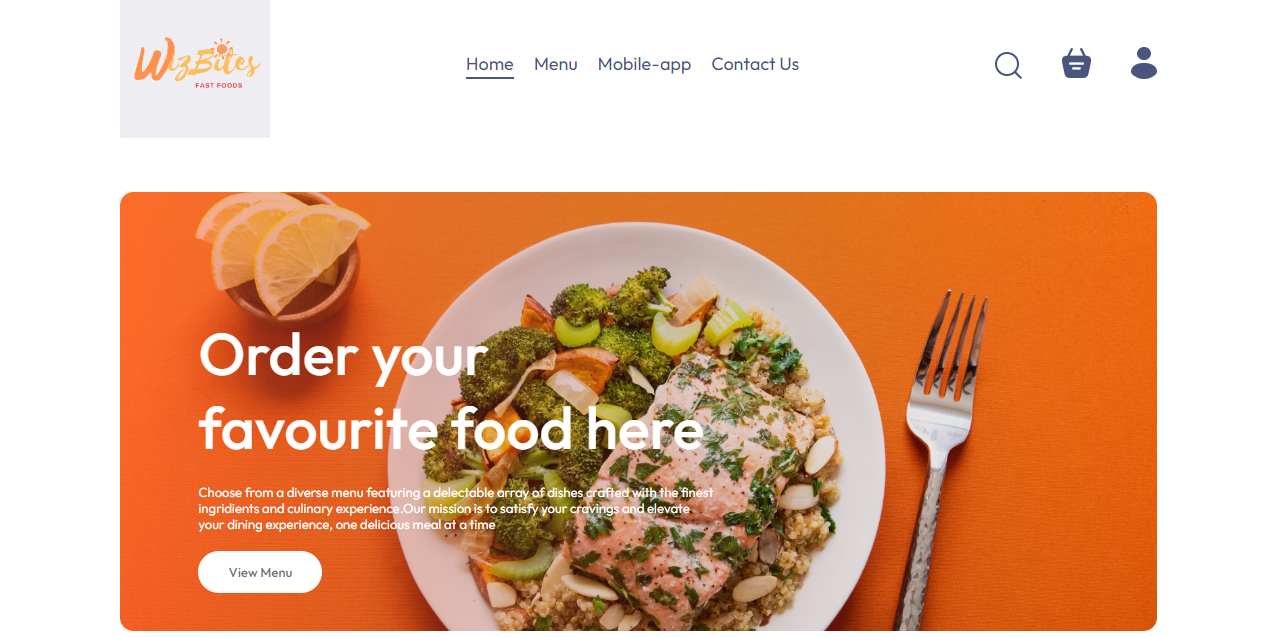 WizBites
FAST FOODS
Home Menu Mobile-app Contact Us
Order your
favourite food here
Choose from a diverse menu featuring a delectable array of dishes crafted with the finest
ingridients and culinary experience.Our mission is to satisfy your cravings and elevate
your dining experience, one delicious meal at a time
View Menu